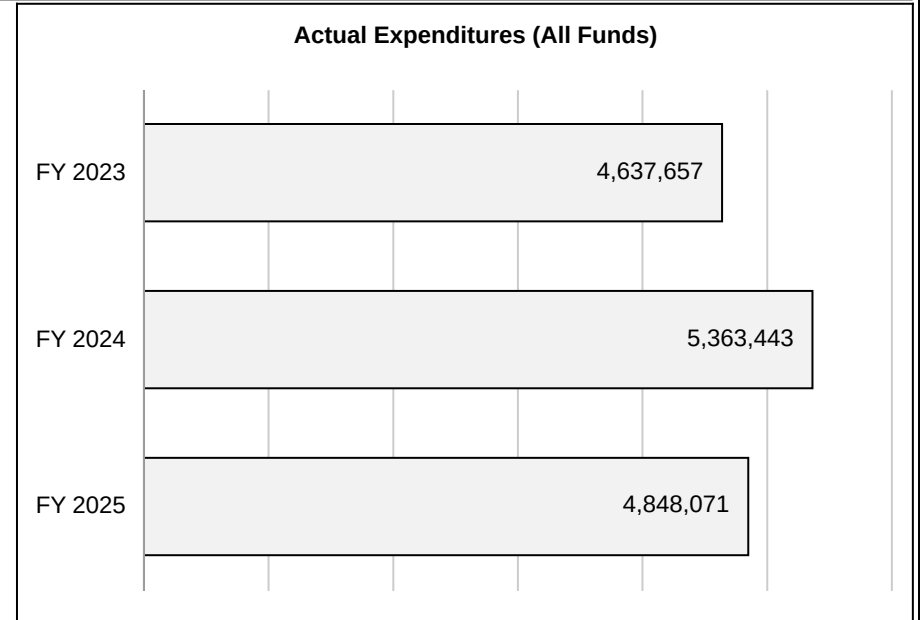 Actual Expenditures (All Funds)
FY 2023 4,637,657
FY 2024 5,363,443
FY 2025 4,848,071